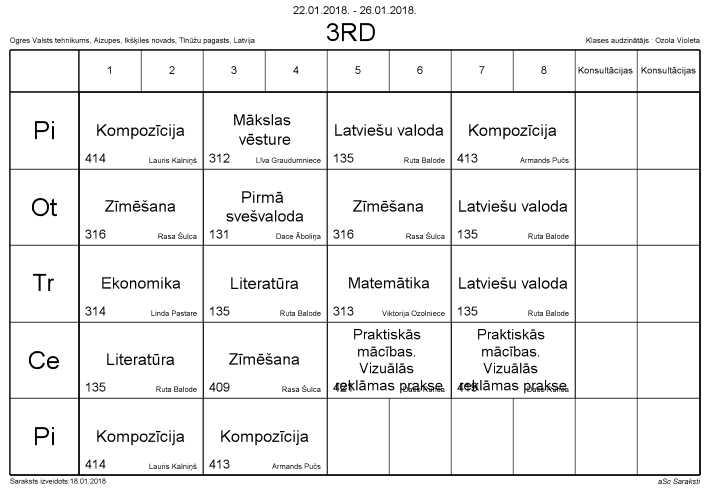 22.01.2018. - 26.01.2018.
3RD
Ogres Valsts tehnikums, Aizupes, Ikšķiles novads, Tīnūžu pagasts, Latvija
Klases audzinātājs : Ozola Violeta
1 2 3 4 5 6 7 8 Konsultācijas Konsultācijas
Pi
Kompozīcija
414 Lauris Kalniņš
Mākslas
vēsture
312 Līva Graudumniece
Latviešu valoda
135 Ruta Balode
Kompozīcija
413 Armands Pučs
Ot
Zīmēšana
316 Rasa Šulca
Pirmā
svešvaloda
131 Dace Āboliņa
Zīmēšana
316 Rasa Šulca
Latviešu valoda
135 Ruta Balode
Tr
Ekonomika
314 Linda Pastare
Literatūra
135 Ruta Balode
Matemātika
313 Viktorija Ozolniece
Latviešu valoda
135 Ruta Balode
Ce
Literatūra
135 Ruta Balode
Zīmēšana
409 Rasa Šulca
Praktiskās
mācības.
Vizuālās
reklāmas prakse
Praktiskās
mācības.
Vizuālās
reklāmas prakse
Pi
Kompozīcija
414 Lauris Kalniņš
Kompozīcija
413 Armands Pučs
Saraksts izveidots:18.01.2018
aSc Saraksti